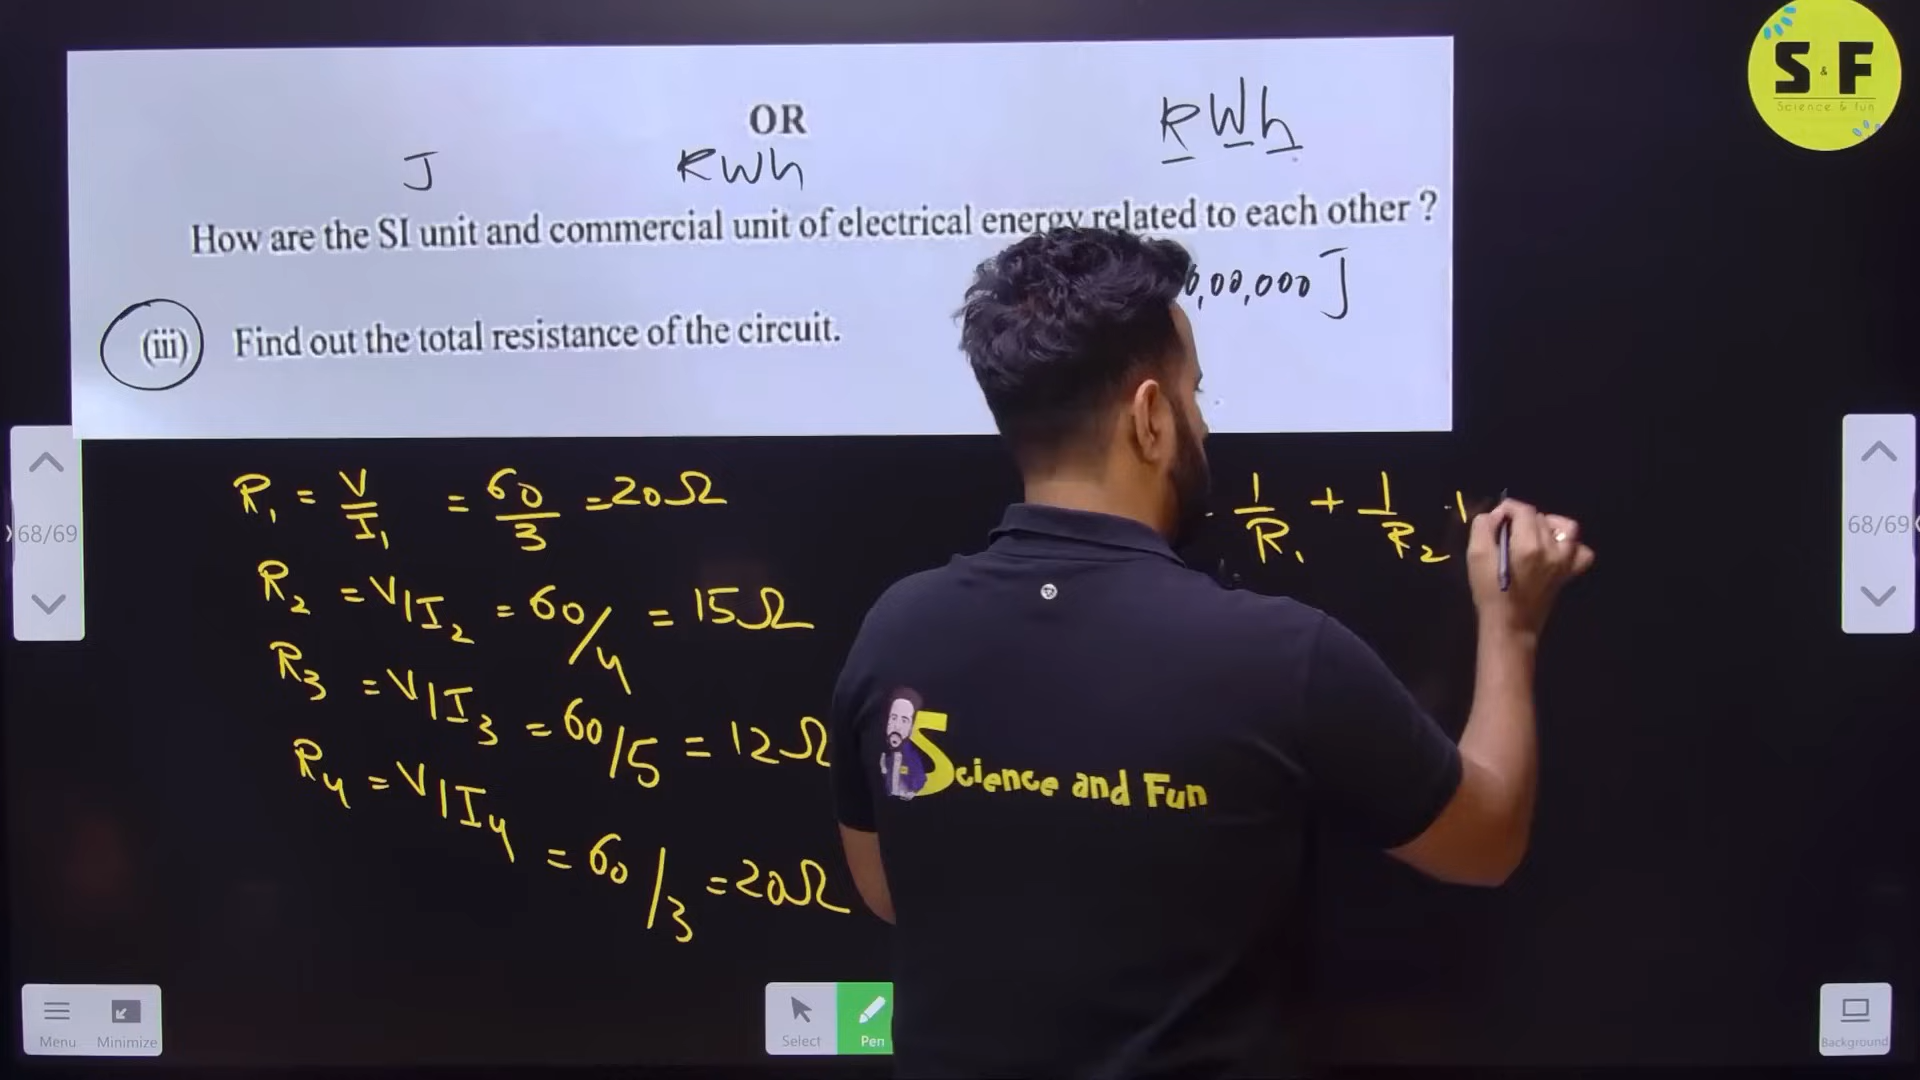 S & F
Science & fun
OR
KWh
J
KWh
How are the SI unit and commercial unit of electrical energy related to each other ?
6,00,000 J
(iii) Find out the total resistance of the circuit.
R₁ = V/I₁ = 60/3 = 20Ω
1/R₁ + 1/R₂ +
R₂ = V/I₂ = 60/4 = 15Ω
R₃ = V/I₃ = 60/5 = 12Ω
R₄ = V/I₄ = 60/3 = 20Ω
68/69
68/69
Science and Fun
Menu
Minimize
Select
Pen
Background